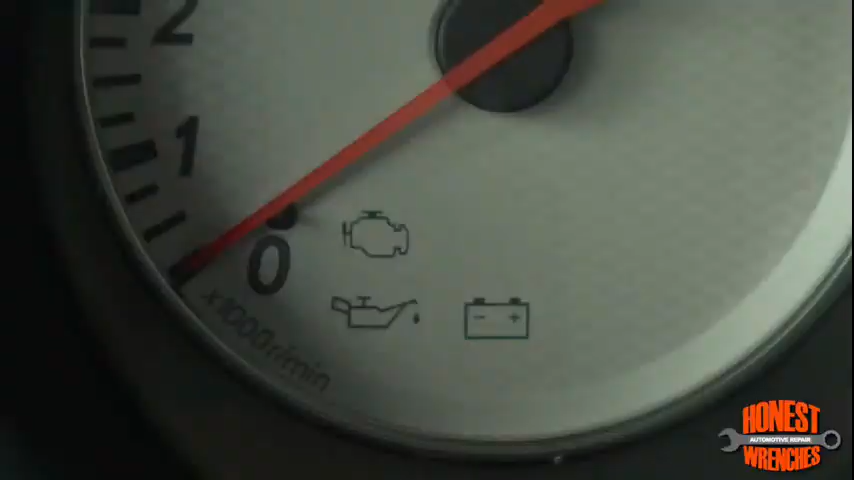 2
1
0
x1000r/min
- +
HONEST
AUTOMOTIVE REPAIR
WRENCHES